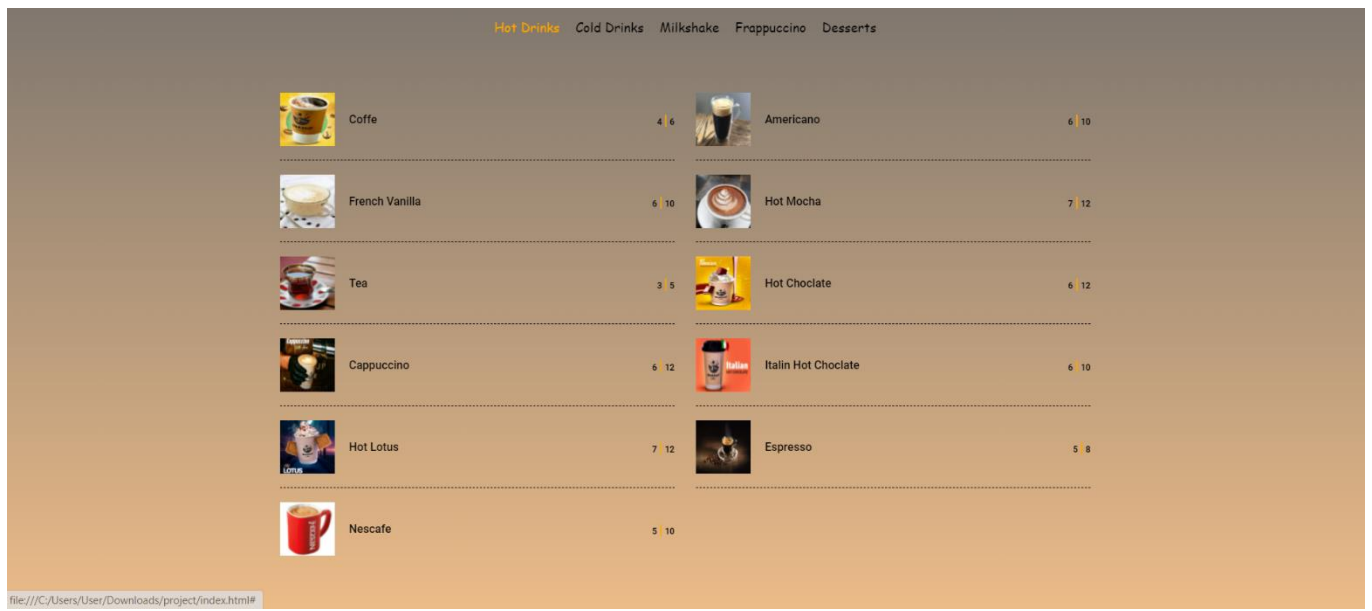 Hot Drinks Cold Drinks Milkshake Frappuccino Desserts
Coffe 4 | 6
Americano 6 | 10
French Vanilla 6 | 10
Hot Mocha 7 | 12
Tea 3 | 5
Hot Choclate 6 | 12
Cappuccino 6 | 12
Italian
Italin Hot Choclate 6 | 10
LOTUS
Hot Lotus 7 | 12
Espresso 5 | 8
Nescafe 5 | 10
file:///C:/Users/User/Downloads/project/index.html#